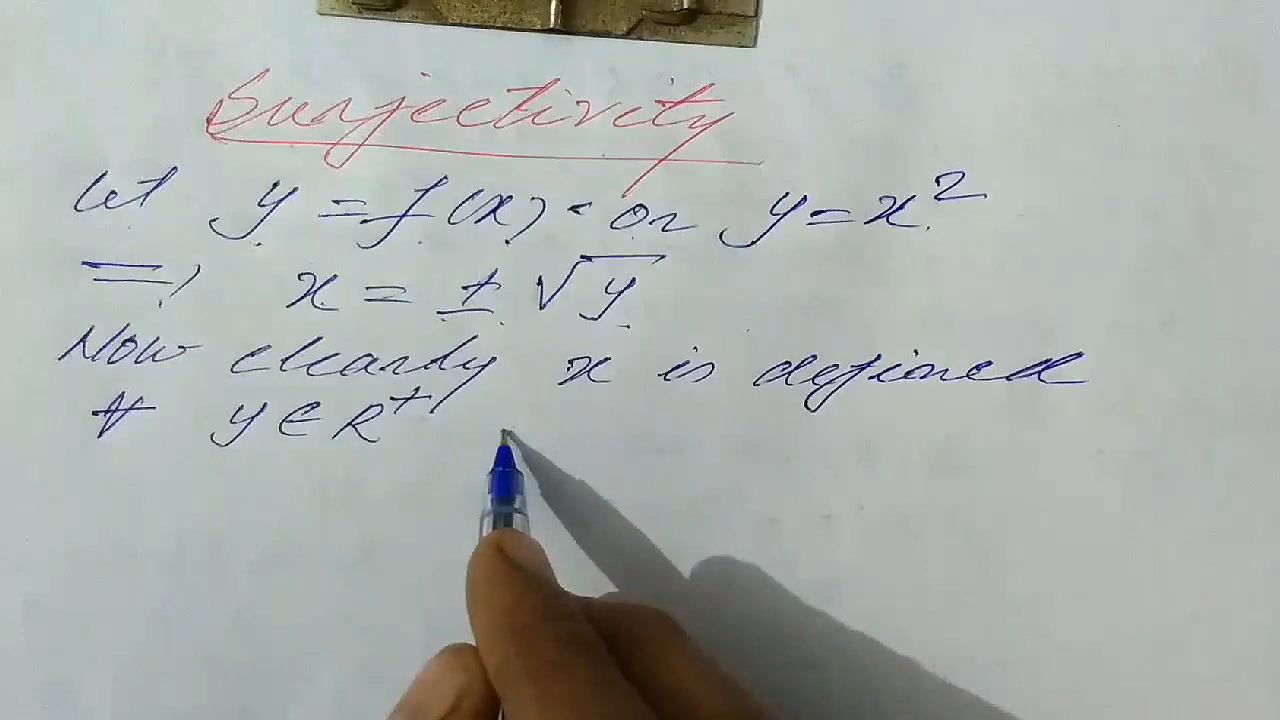 Surjectivity
Let y = f(x) or y = x²
⇒ x = ± √y
Now clearly x is defined
∀ y ∈ R⁺